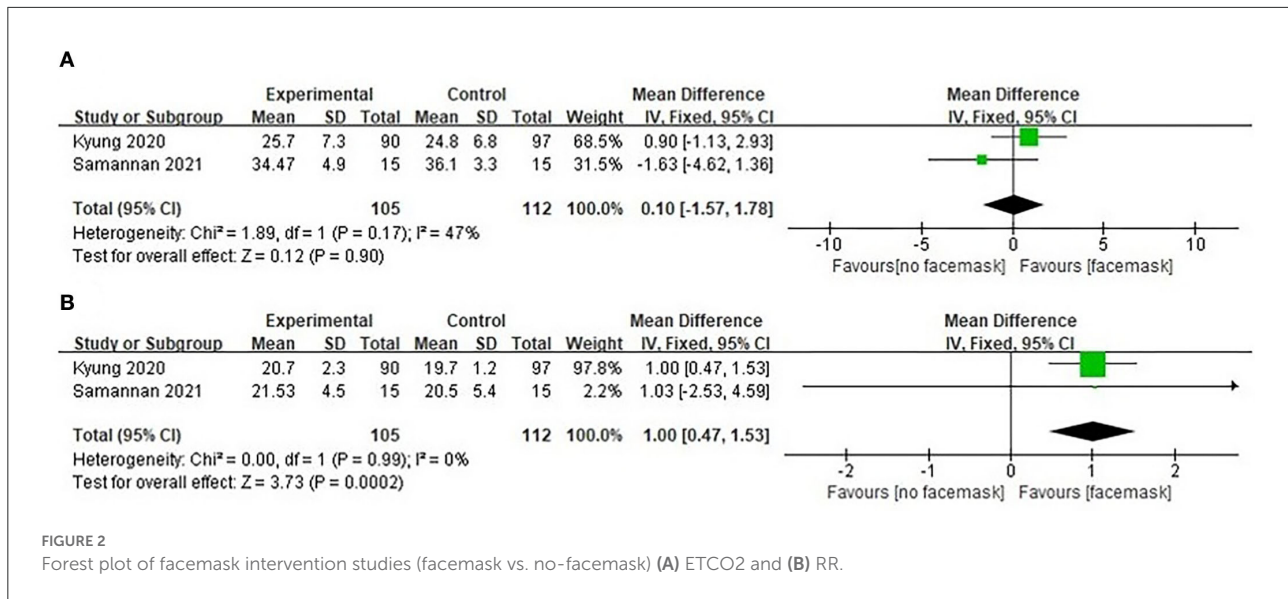 A
Experimental Control Mean Difference Mean Difference
Study or Subgroup Mean SD Total Mean SD Total Weight IV, Fixed, 95% CI IV, Fixed, 95% CI
Kyung 2020 25.7 7.3 90 24.8 6.8 97 68.5% 0.90 [-1.13, 2.93]
Samannan 2021 34.47 4.9 15 36.1 3.3 15 31.5% -1.63 [-4.62, 1.36]
Total (95% CI) 105 112 100.0% 0.10 [-1.57, 1.78]
Heterogeneity: Chi² = 1.89, df = 1 (P = 0.17); I² = 47%
Test for overall effect: Z = 0.12 (P = 0.90)
-10 -5 0 5 10
Favours[no facemask] Favours [facemask]
B
Experimental Control Mean Difference Mean Difference
Study or Subgroup Mean SD Total Mean SD Total Weight IV, Fixed, 95% CI IV, Fixed, 95% CI
Kyung 2020 20.7 2.3 90 19.7 1.2 97 97.8% 1.00 [0.47, 1.53]
Samannan 2021 21.53 4.5 15 20.5 5.4 15 2.2% 1.03 [-2.53, 4.59]
Total (95% CI) 105 112 100.0% 1.00 [0.47, 1.53]
Heterogeneity: Chi² = 0.00, df = 1 (P = 0.99); I² = 0%
Test for overall effect: Z = 3.73 (P = 0.0002)
-2 -1 0 1 2
Favours [no facemask] Favours [facemask]
FIGURE 2
Forest plot of facemask intervention studies (facemask vs. no-facemask) (A) ETCO2 and (B) RR.